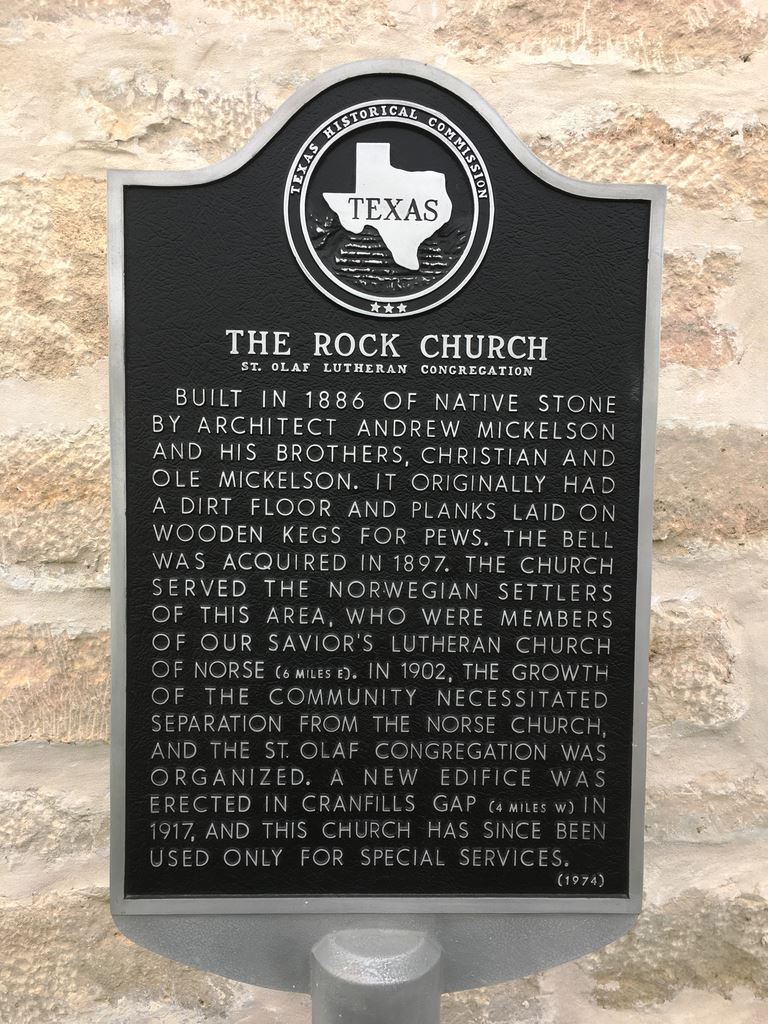 TEXAS HISTORICAL COMMISSION
TEXAS
THE ROCK CHURCH
ST. OLAF LUTHERAN CONGREGATION
BUILT IN 1886 OF NATIVE STONE
BY ARCHITECT ANDREW MICKELSON
AND HIS BROTHERS, CHRISTIAN AND
OLE MICKELSON. IT ORIGINALLY HAD
A DIRT FLOOR AND PLANKS LAID ON
WOODEN KEGS FOR PEWS. THE BELL
WAS ACQUIRED IN 1897. THE CHURCH
SERVED THE NORWEGIAN SETTLERS
OF THIS AREA, WHO WERE MEMBERS
OF OUR SAVIOR'S LUTHERAN CHURCH
OF NORSE (6 MILES E). IN 1902, THE GROWTH
OF THE COMMUNITY NECESSITATED
SEPARATION FROM THE NORSE CHURCH,
AND THE ST. OLAF CONGREGATION WAS
ORGANIZED. A NEW EDIFICE WAS
ERECTED IN CRANFILLS GAP (4 MILES W) IN
1917, AND THIS CHURCH HAS SINCE BEEN
USED ONLY FOR SPECIAL SERVICES.
(1974)